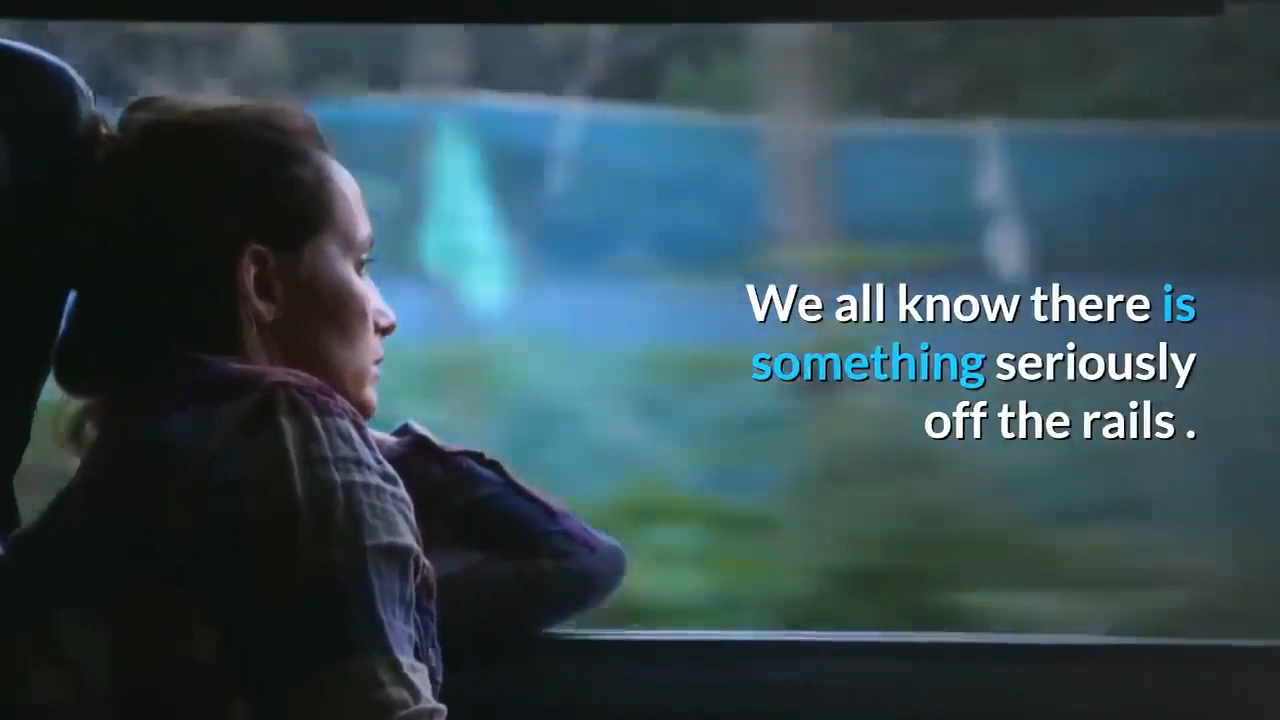 We all know there is
something seriously
off the rails .